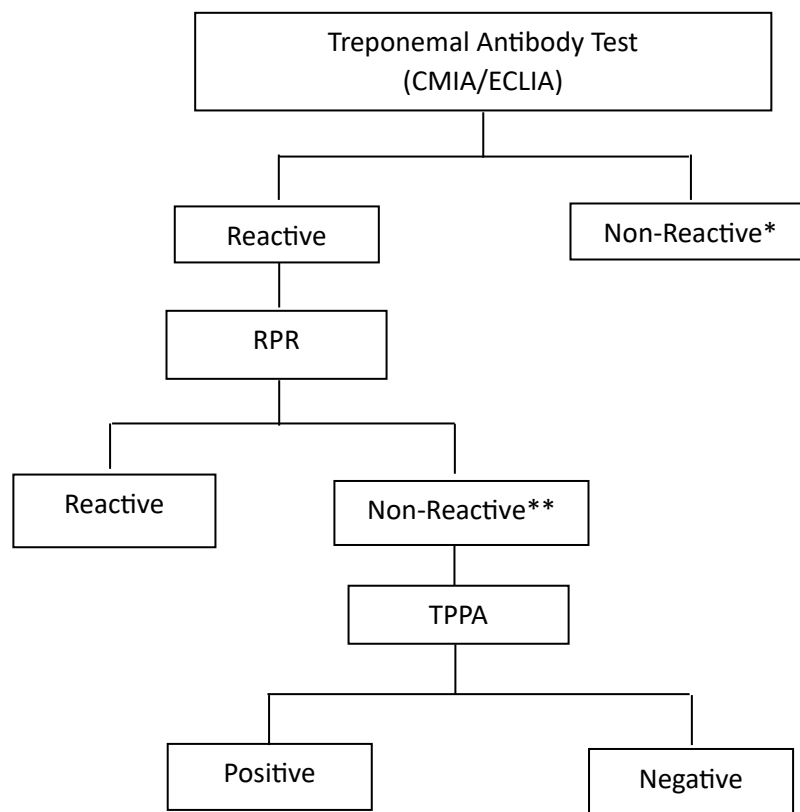 Treponemal Antibody Test
(CMIA/ECLIA)
Reactive
Non-Reactive*
RPR
Reactive
Non-Reactive**
TPPA
Positive
Negative